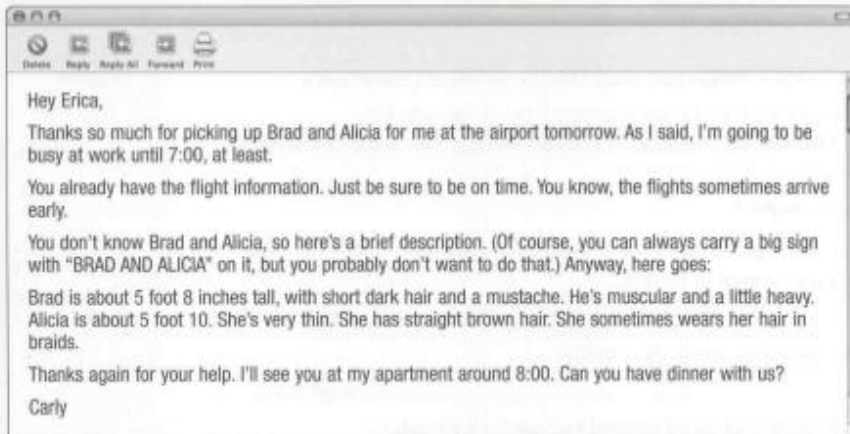 Delete Reply Reply All Forward Print
Hey Erica,
Thanks so much for picking up Brad and Alicia for me at the airport tomorrow. As I said, I'm going to be
busy at work until 7:00, at least.
You already have the flight information. Just be sure to be on time. You know, the flights sometimes arrive
early.
You don't know Brad and Alicia, so here's a brief description. (Of course, you can always carry a big sign
with "BRAD AND ALICIA" on it, but you probably don't want to do that.) Anyway, here goes:
Brad is about 5 foot 8 inches tall, with short dark hair and a mustache. He's muscular and a little heavy.
Alicia is about 5 foot 10. She's very thin. She has straight brown hair. She sometimes wears her hair in
braids.
Thanks again for your help. I'll see you at my apartment around 8:00. Can you have dinner with us?
Carly